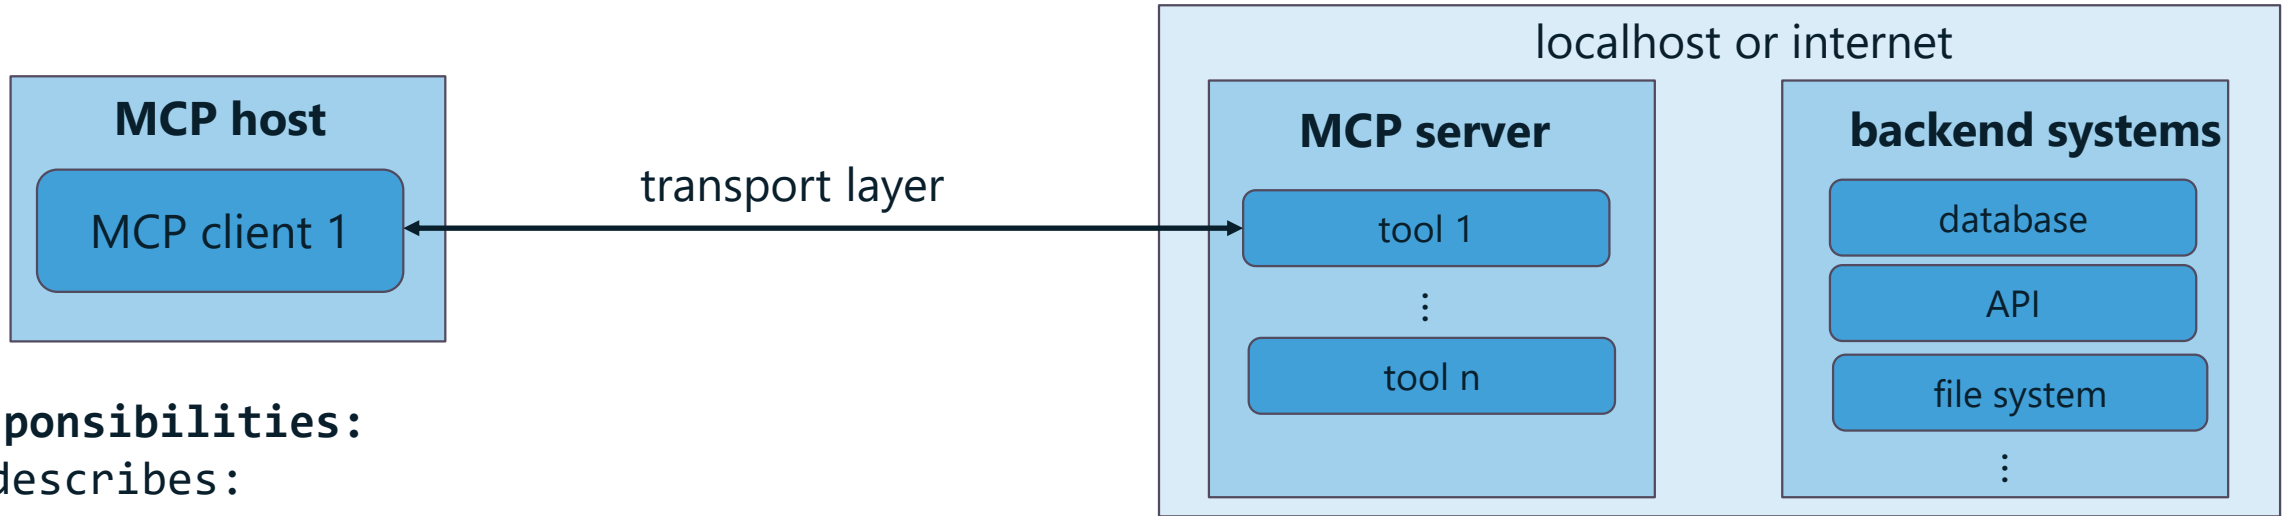 localhost or internet
MCP host
MCP client 1
transport layer
MCP server
tool 1
⋮
tool n
backend systems
database
API
file system
⋮
ponsibilities:
describes: